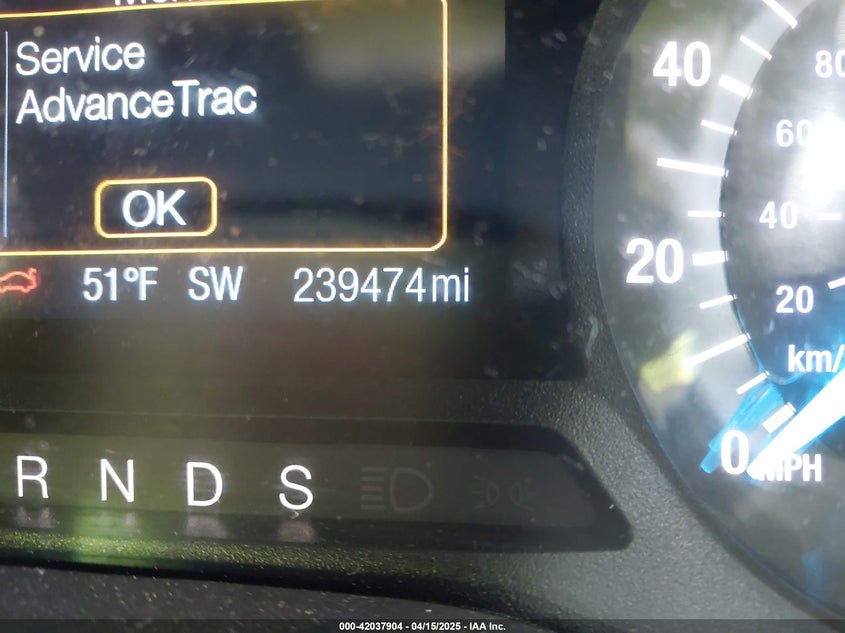 Service
AdvanceTrac
OK
51°F SW 239474mi
R N D S
40
20
0
MPH
80
60
40
20
km/
000-42037904 - 04/15/2025 - IAA Inc.